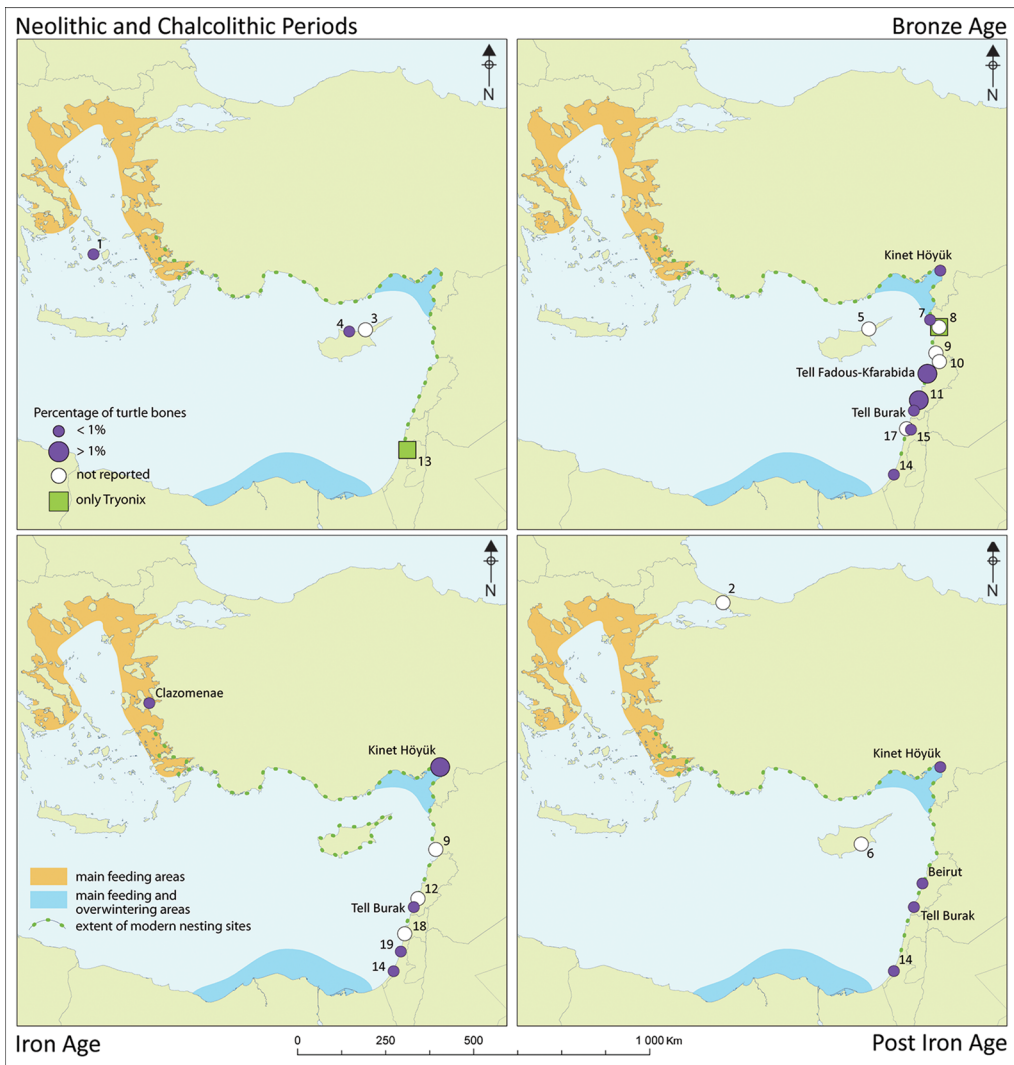 Neolithic and Chalcolithic Periods
N
1
4
3
13
Percentage of turtle bones
< 1%
> 1%
not reported
only Tryonix
Bronze Age
N
Kinet Höyük
5
7
8
9
10
Tell Fadous-Kfarabida
11
Tell Burak
17
15
14
N
Clazomenae
Kinet Höyük
9
12
Tell Burak
18
19
14
main feeding areas
main feeding and
overwintering areas
extent of modern nesting sites
Iron Age
N
2
Kinet Höyük
6
Beirut
Tell Burak
14
Post Iron Age
0
500
1 000 Km